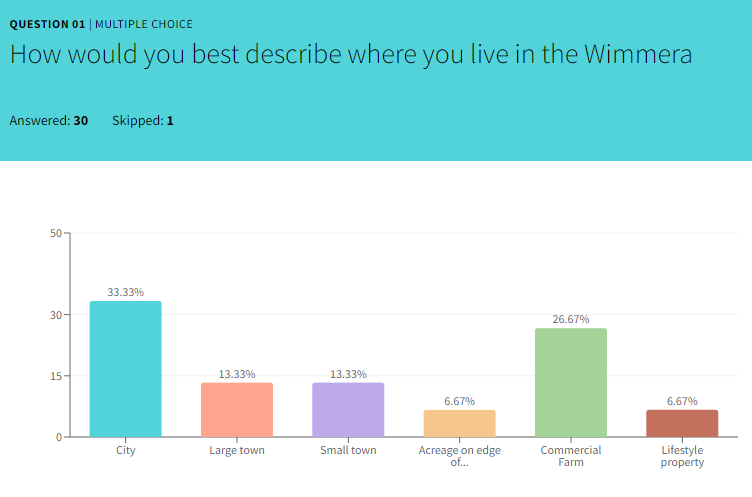 QUESTION 01 | MULTIPLE CHOICE
How would you best describe where you live in the Wimmera
Answered: 30 Skipped: 1
50
30
15
0
33.33%
13.33%
13.33%
6.67%
26.67%
6.67%
City
Large town
Small town
Acreage on edge
of...
Commercial
Farm
Lifestyle
property